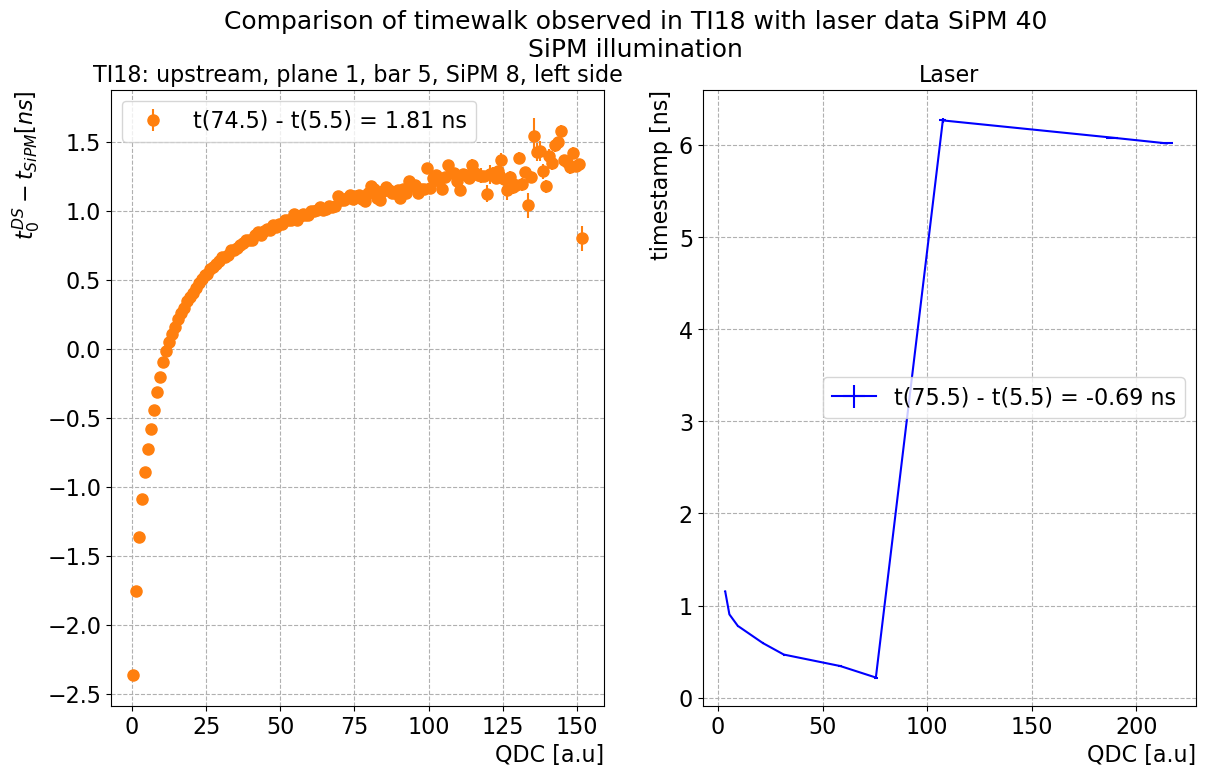 Comparison of timewalk observed in TI18 with laser data SiPM 40
SiPM illumination
TI18: upstream, plane 1, bar 5, SiPM 8, left side
t(74.5) - t(5.5) = 1.81 ns
t₀ᴰˢ − t_SiPM[ns]
1.5
1.0
0.5
0.0
−0.5
−1.0
−1.5
−2.0
−2.5
0 25 50 75 100 125 150
QDC [a.u]
Laser
t(75.5) - t(5.5) = -0.69 ns
timestamp [ns]
6
5
4
3
2
1
0
0 50 100 150 200
QDC [a.u]